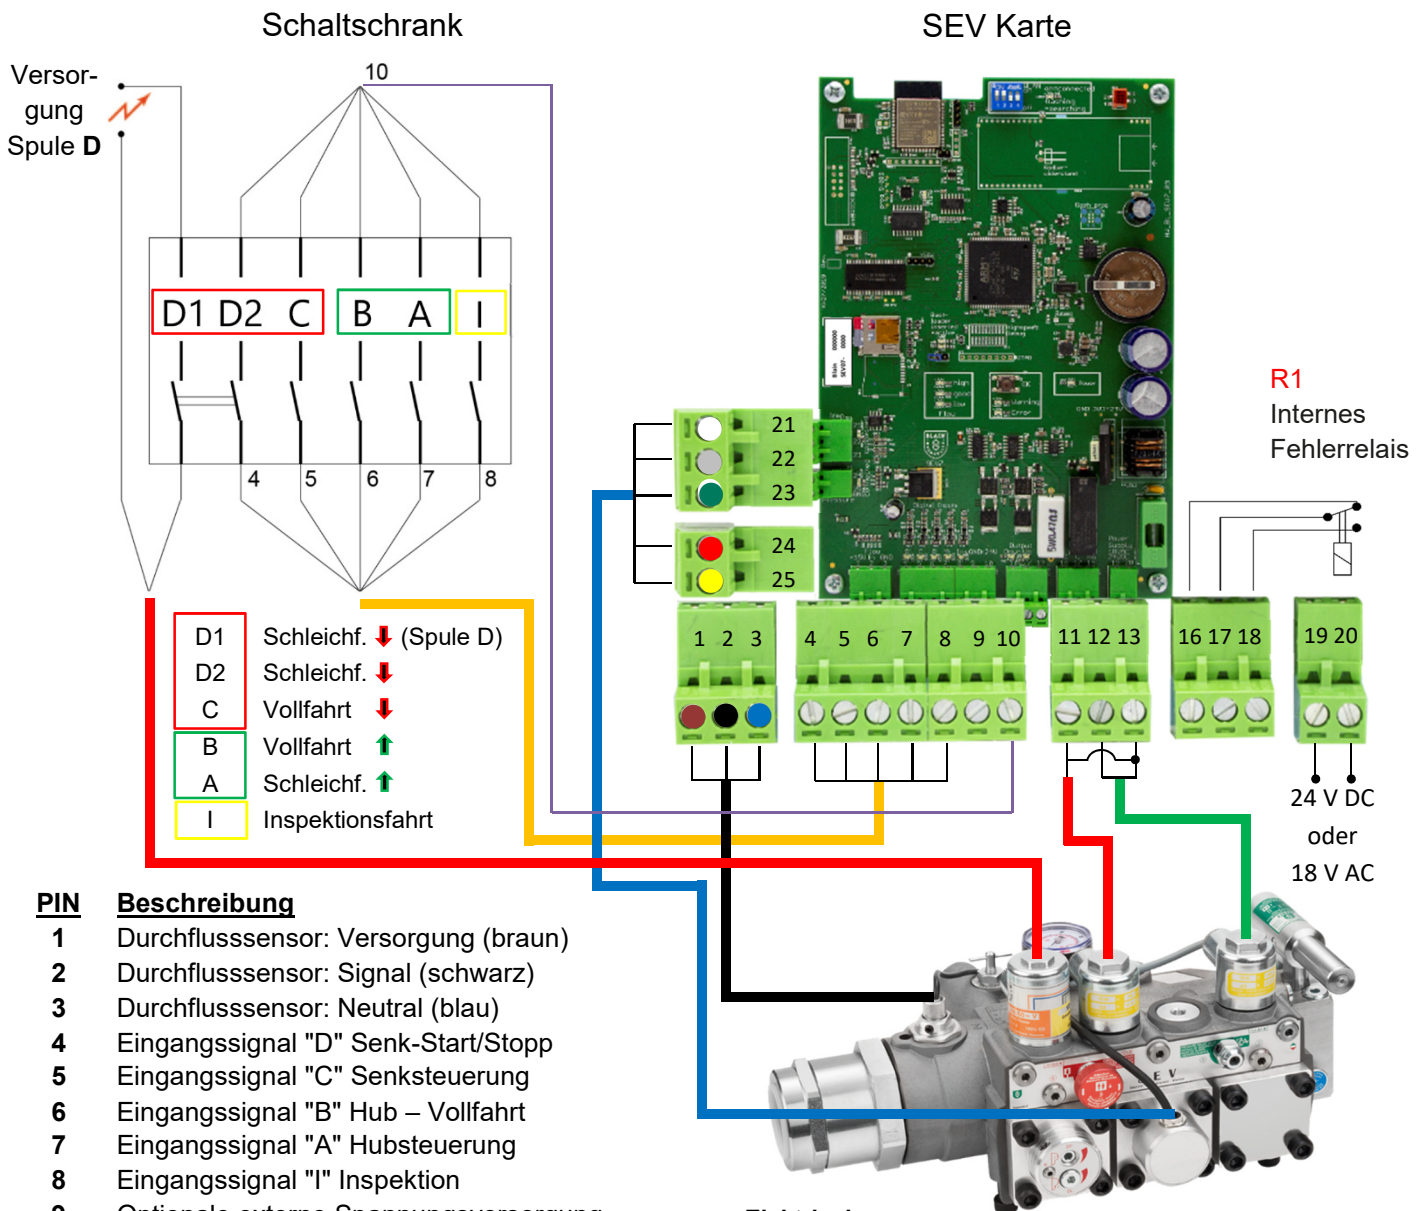 Schaltschrank
SEV Karte
Versor-
gung
Spule D
10
D1 D2 C B A I
4 5 6 7 8
R1
Internes
Fehlerrelais
21
22
23
24
25
1 2 3 4 5 6 7 8 9 10 11 12 13 16 17 18 19 20
D1 Schleichf. (Spule D)
D2 Schleichf.
C Vollfahrt
B Vollfahrt
A Schleichf.
I Inspektionsfahrt
24 V DC
oder
18 V AC
PIN Beschreibung
1 Durchflusssensor: Versorgung (braun)
2 Durchflusssensor: Signal (schwarz)
3 Durchflusssensor: Neutral (blau)
4 Eingangssignal "D" Senk-Start/Stopp
5 Eingangssignal "C" Senksteuerung
6 Eingangssignal "B" Hub – Vollfahrt
7 Eingangssignal "A" Hubsteuerung
8 Eingangssignal "I" Inspektion
9 Optionale externe Spannungsversorgung